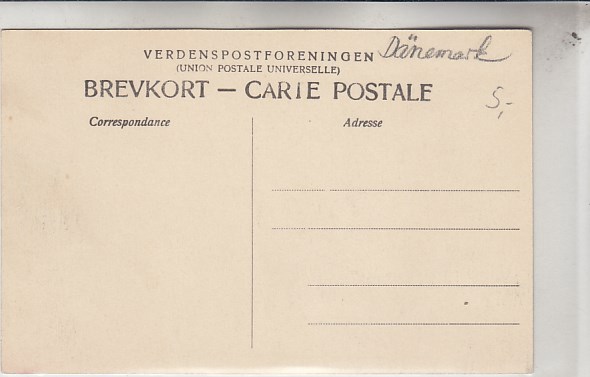 VERDENSPOSTFORENINGEN Dänemark
(UNION POSTALE UNIVERSELLE)
BREVKORT — CARTE POSTALE
5,-
Correspondance Adresse